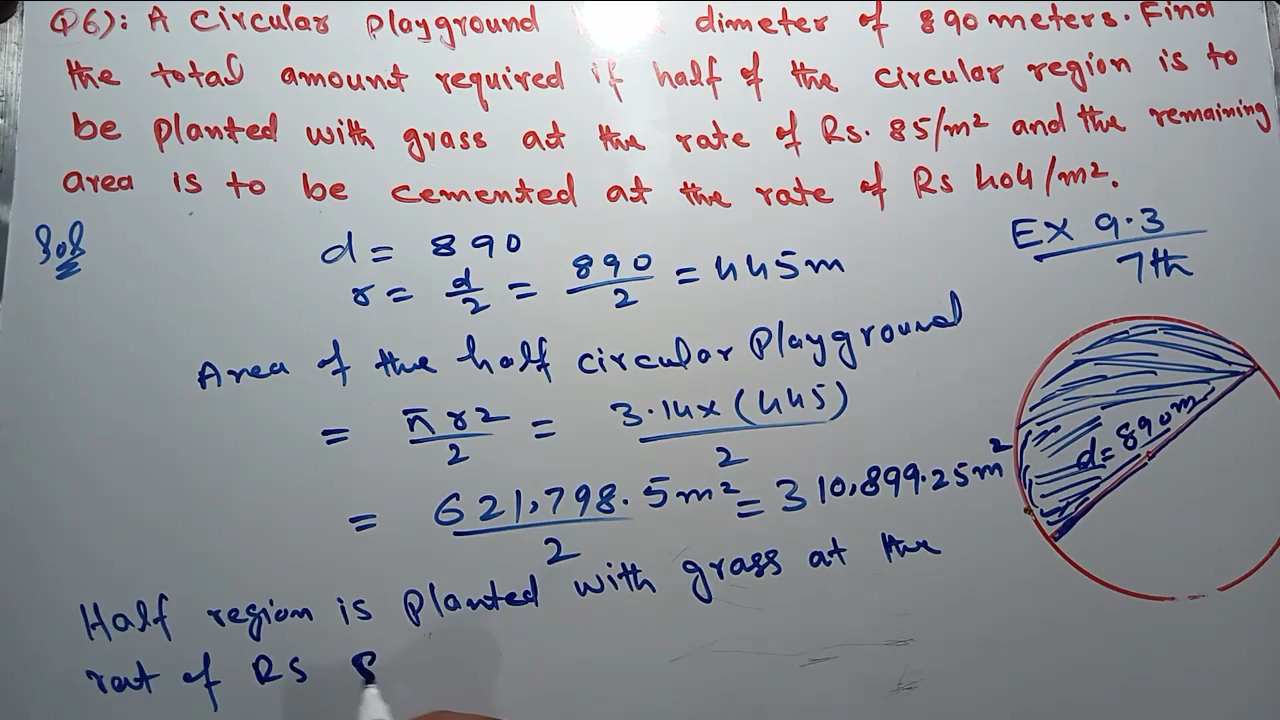 Q6): A Circular Playground dimeter of 890 meters. Find
the total amount required if half of the circular region is to
be planted with grass at the rate of Rs. 85/m² and the remaining
area is to be cemented at the rate of Rs 404/m².
Sol
d = 890
r = d/2 = 890/2 = 445m
EX 9.3
7th
Area of the half circular Playground
= πr2/2 = 3.14x(445)/2
d=890m
= 621,798.5m²/2 = 310,899.25m²
Half region is Planted with grass at the
rat of RS 8